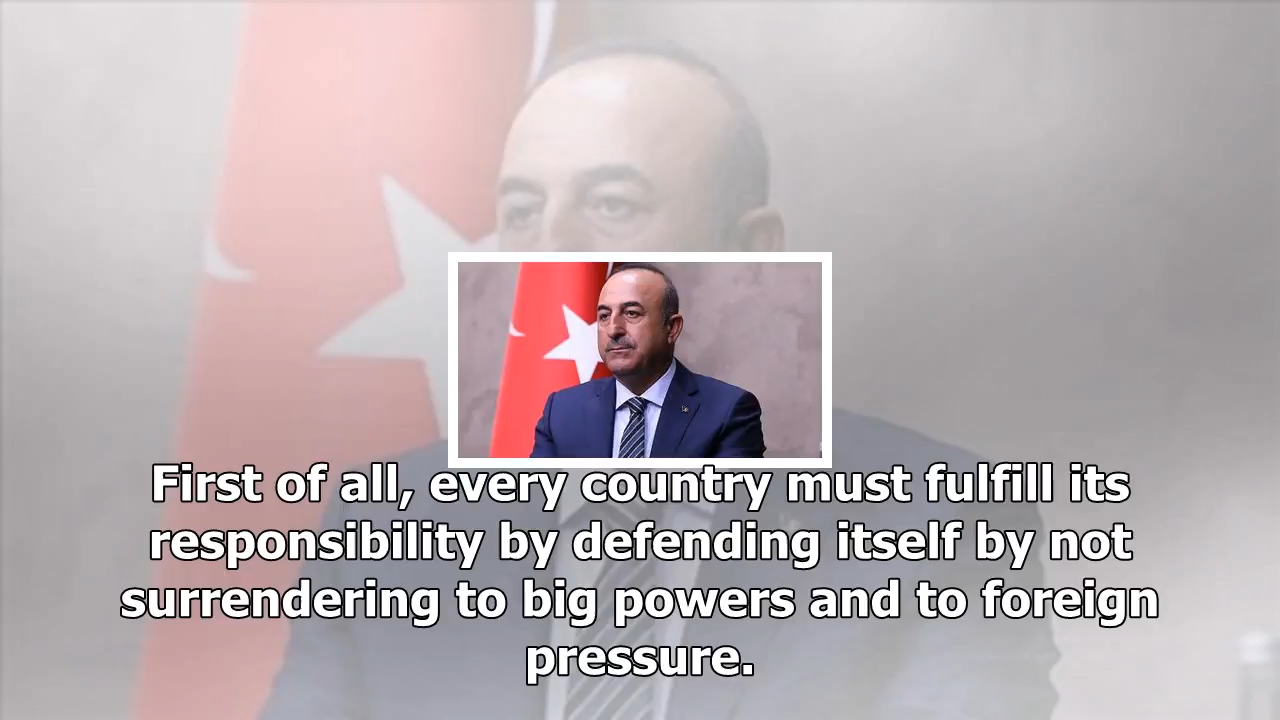 First of all, every country must fulfill its
responsibility by defending itself by not
surrendering to big powers and to foreign
pressure.